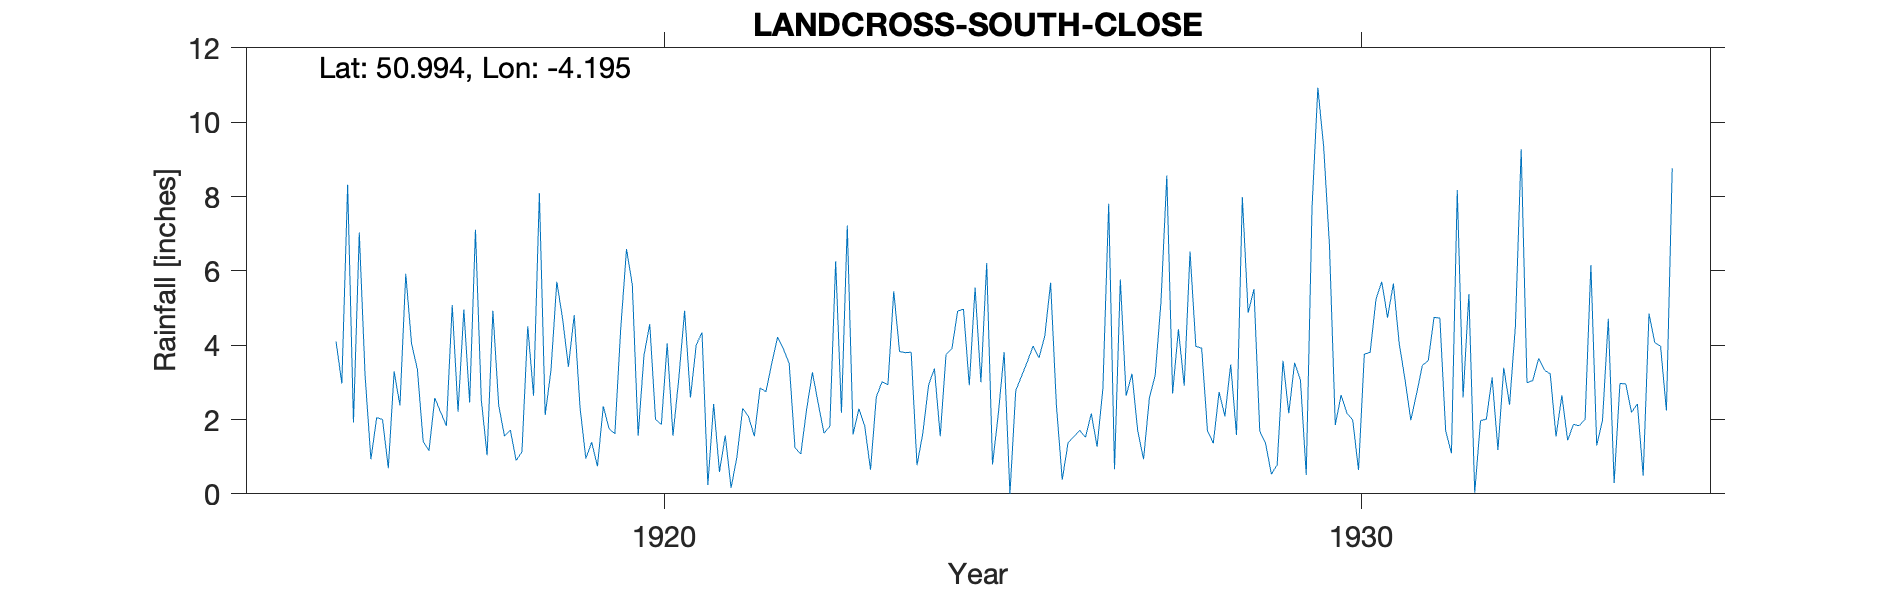 LANDCROSS-SOUTH-CLOSE
Lat: 50.994, Lon: -4.195
12
10
8
6
4
2
0
Rainfall [inches]
1920 1930
Year